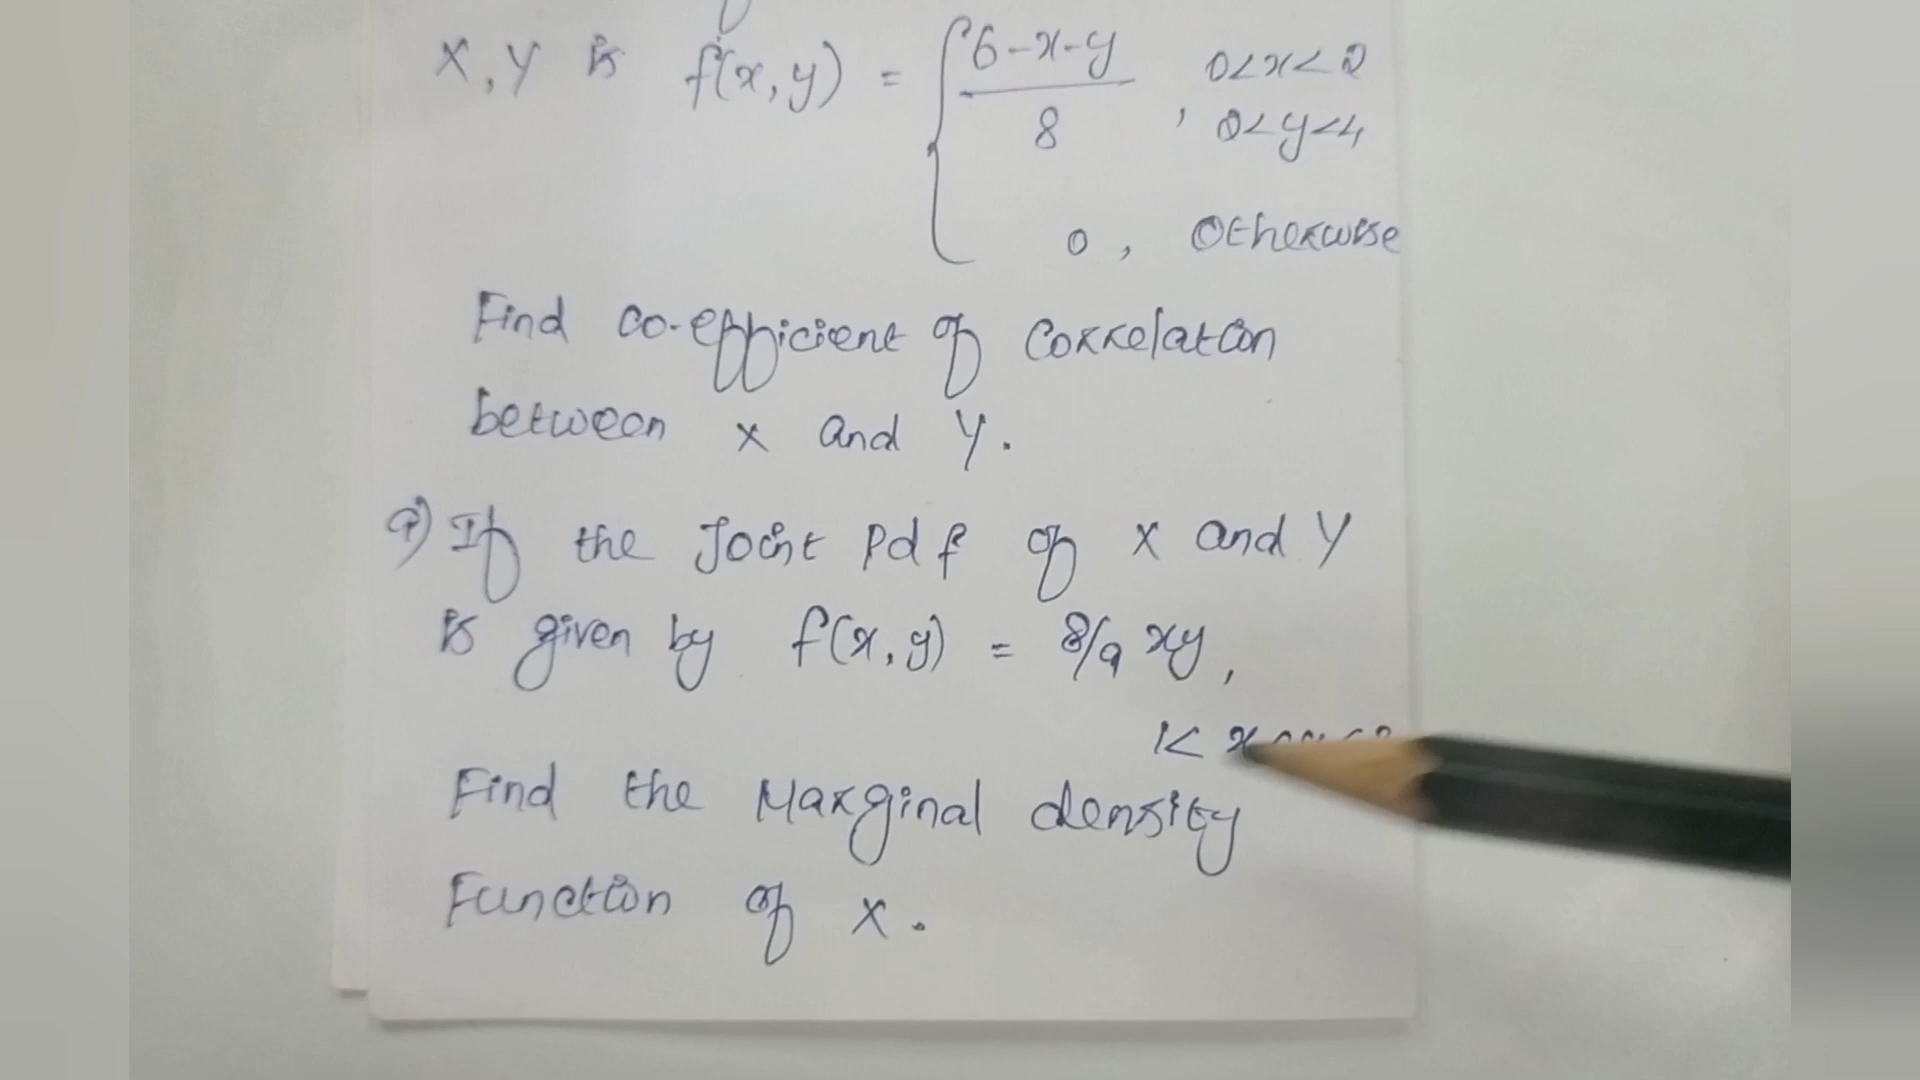 X, Y is f(x, y) = { 6-x-y / 8 , 0<x<2
0<y<4
0, otherwise
Find co-efficient of correlation
between x and y.
9) If the Joint Pdf of x and y
is given by f(x, y) = 8/9 xy,
1< x
Find the Marginal density
Function of x.